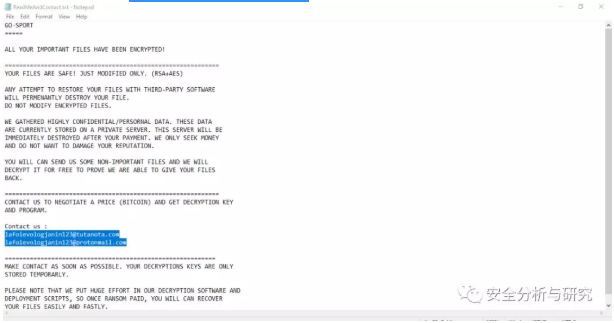 ReadMeAndContact.txt - Notepad
File Edit Format View Help
GO-SPORT
*****
ALL YOUR IMPORTANT FILES HAVE BEEN ENCRYPTED!
============================================================
YOUR FILES ARE SAFE! JUST MODIFIED ONLY. (RSA+AES)
ANY ATTEMPT TO RESTORE YOUR FILES WITH THIRD-PARTY SOFTWARE
WILL PERMENANTLY DESTROY YOUR FILE.
DO NOT MODIFY ENCRYPTED FILES.
WE GATHERED HIGHLY CONFIDENTIAL/PERSORNAL DATA. THESE DATA
ARE CURRENTLY STORED ON A PRIVATE SERVER. THIS SERVER WILL BE
IMMEDIATELY DESTROYED AFTER YOUR PAYMENT. WE ONLY SEEK MONEY
AND DO NOT WANT TO DAMAGE YOUR REPUTATION.
YOU WILL CAN SEND US SOME NON-IMPORTANT FILES AND WE WILL
DECRYPT IT FOR FREE TO PROVE WE ARE ABLE TO GIVE YOUR FILES
BACK.
============================================================
CONTACT US TO NEGOTIATE A PRICE (BITCOIN) AND GET DECRYPTION KEY
AND PROGRAM.
Contact us :
iafolevologjanin123@tutanota.com
iafolevologjanin123@protonmail.com
============================================================
MAKE CONTACT AS SOON AS POSSIBLE. YOUR DECRYPTIONS KEYS ARE ONLY
STORED TEMPORARLY.
PLEASE NOTE THAT WE PUT HUGE EFFORT IN OUR DECRYPTION SOFTWARE AND
DEPLOYMENT SCRIPTS, SO ONCE RANSOM PAID, YOU WILL CAN RECOVER
YOUR FILES EASILY AND FASTLY.
安全分析与研究